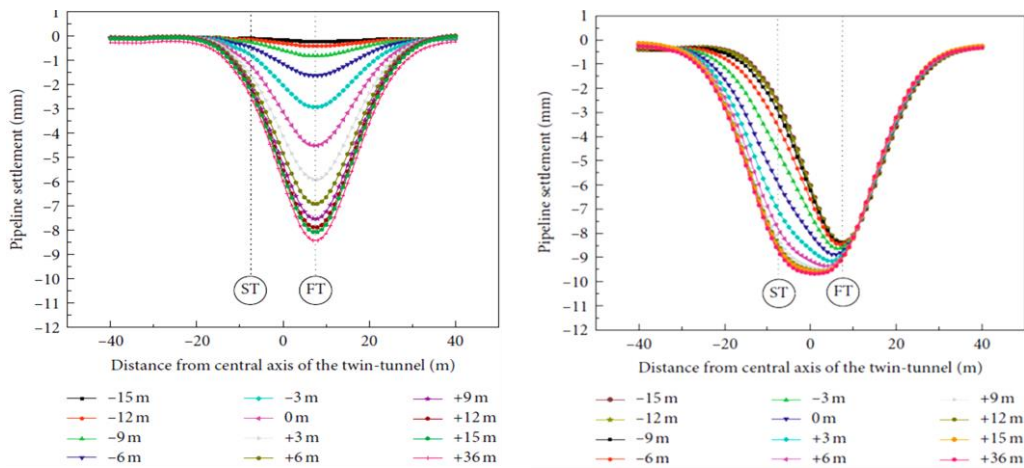 1
0
−1
−2
−3
−4
−5
−6
−7
−8
−9
−10
−11
−12
Pipeline settlement (mm)
ST
FT
−40
−20
0
20
40
Distance from central axis of the twin-tunnel (m)
−15 m
−3 m
+9 m
−12 m
0 m
+12 m
−9 m
+3 m
+15 m
−6 m
+6 m
+36 m
1
0
−1
−2
−3
−4
−5
−6
−7
−8
−9
−10
−11
−12
Pipeline settlement (mm)
ST
FT
−40
−20
0
20
40
Distance from central axis of the twin-tunnel (m)
−15 m
−3 m
+9 m
−12 m
0 m
+12 m
−9 m
+3 m
+15 m
−6 m
+6 m
+36 m